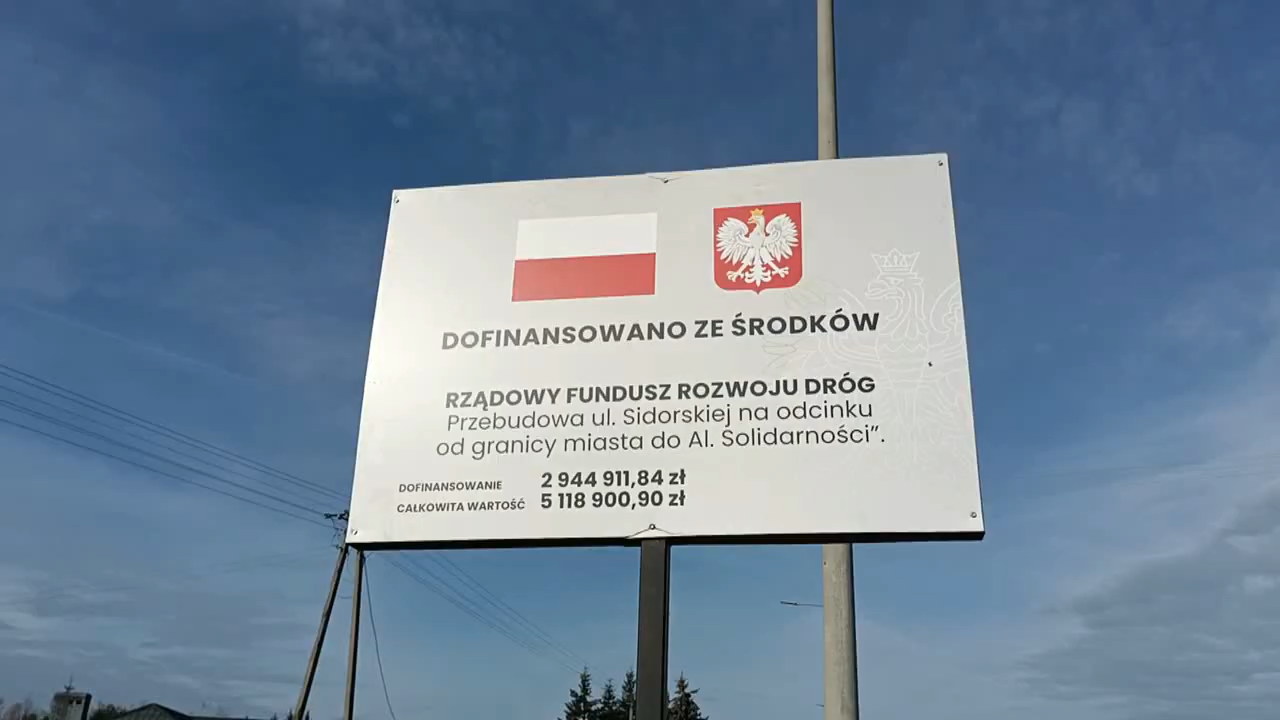 DOFINANSOWANO ZE ŚRODKÓW
RZĄDOWY FUNDUSZ ROZWOJU DRÓG
Przebudowa ul. Sidorskiej na odcinku
od granicy miasta do Al. Solidarności”.
DOFINANSOWANIE 2 944 911,84 zł
CAŁKOWITA WARTOŚĆ 5 118 900,90 zł